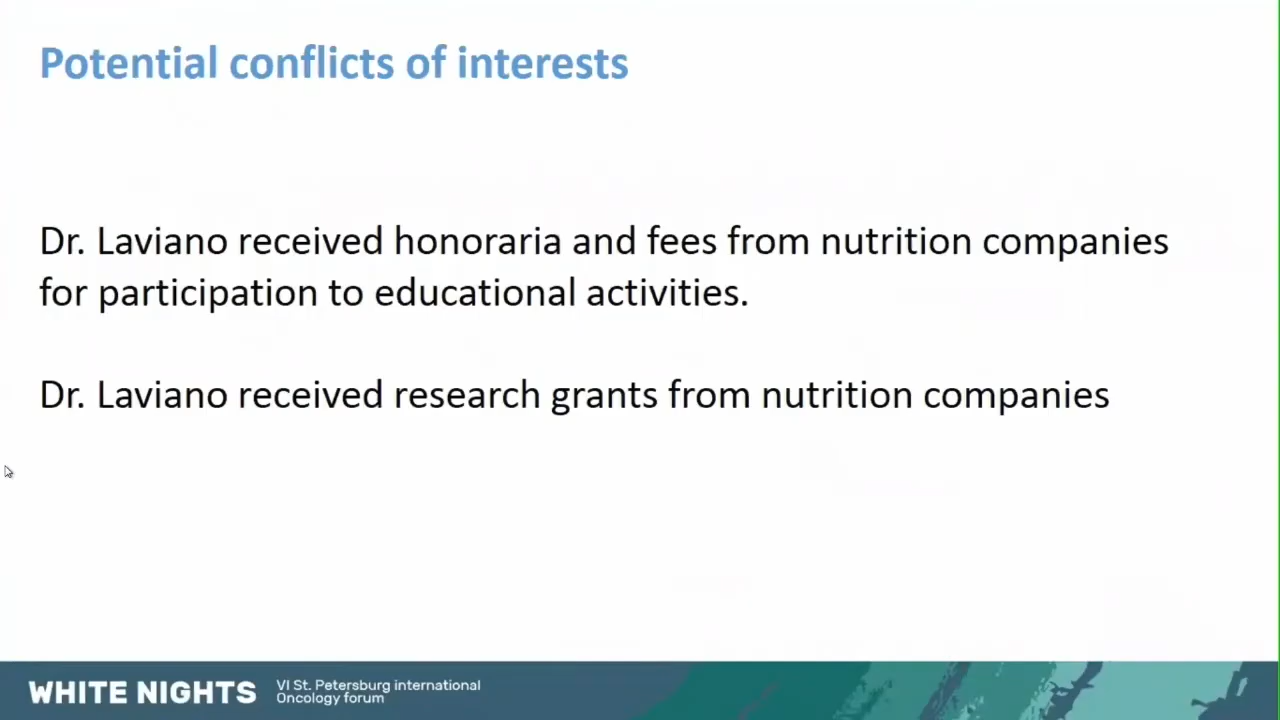 Potential conflicts of interests
Dr. Laviano received honoraria and fees from nutrition companies
for participation to educational activities.
Dr. Laviano received research grants from nutrition companies
WHITE NIGHTS
VI St. Petersburg international
Oncology forum